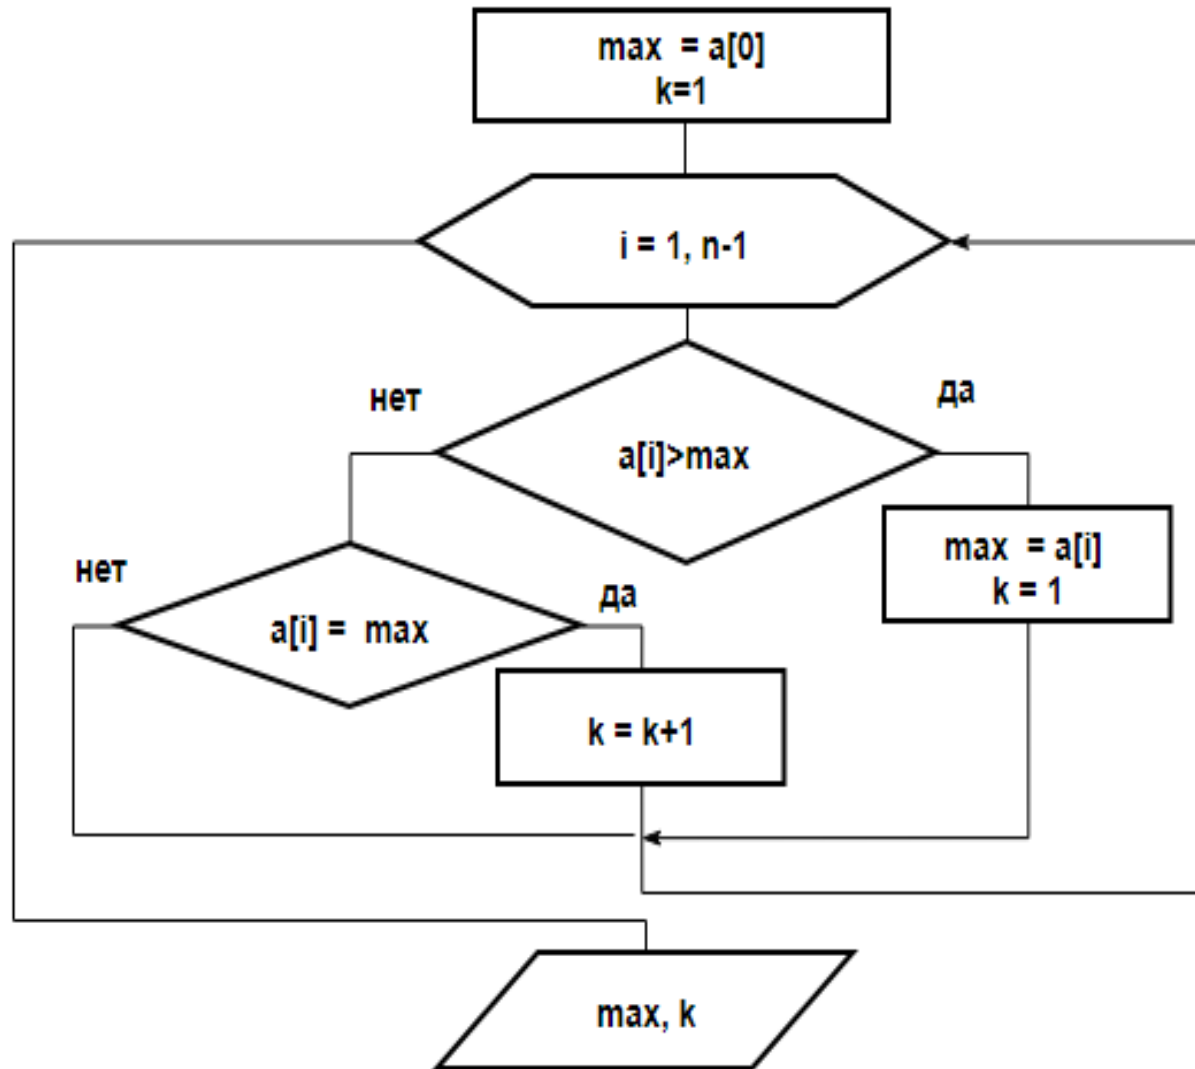 max = a[0]
k=1
i = 1, n-1
нет
да
a[i]>max
max = a[i]
k = 1
нет
да
a[i] = max
k = k+1
max, k